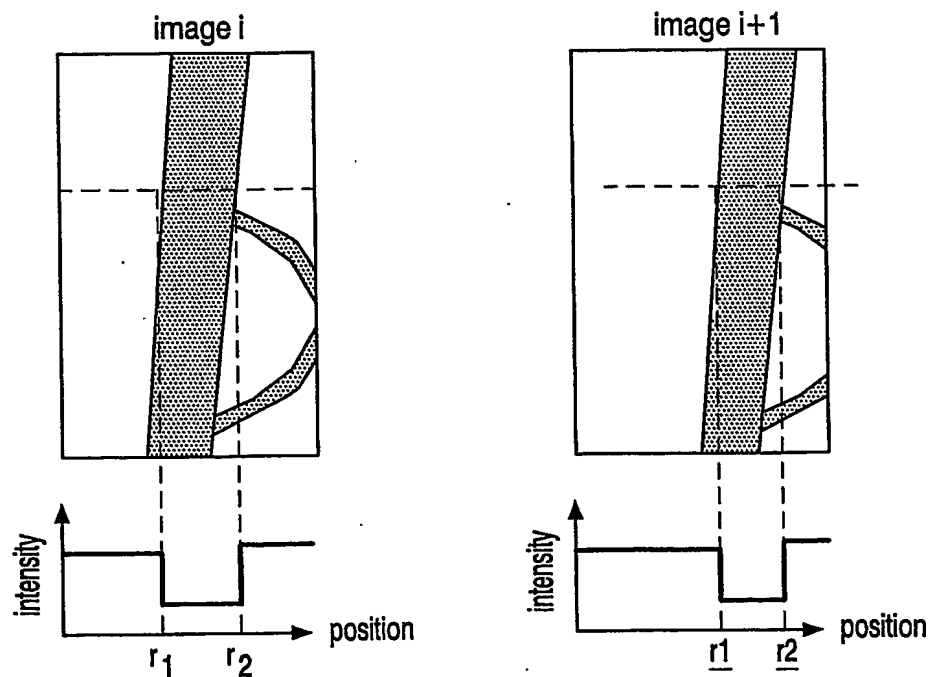 image i
image i+1
intensity
position
r₁ r₂
intensity
position
r1 r2